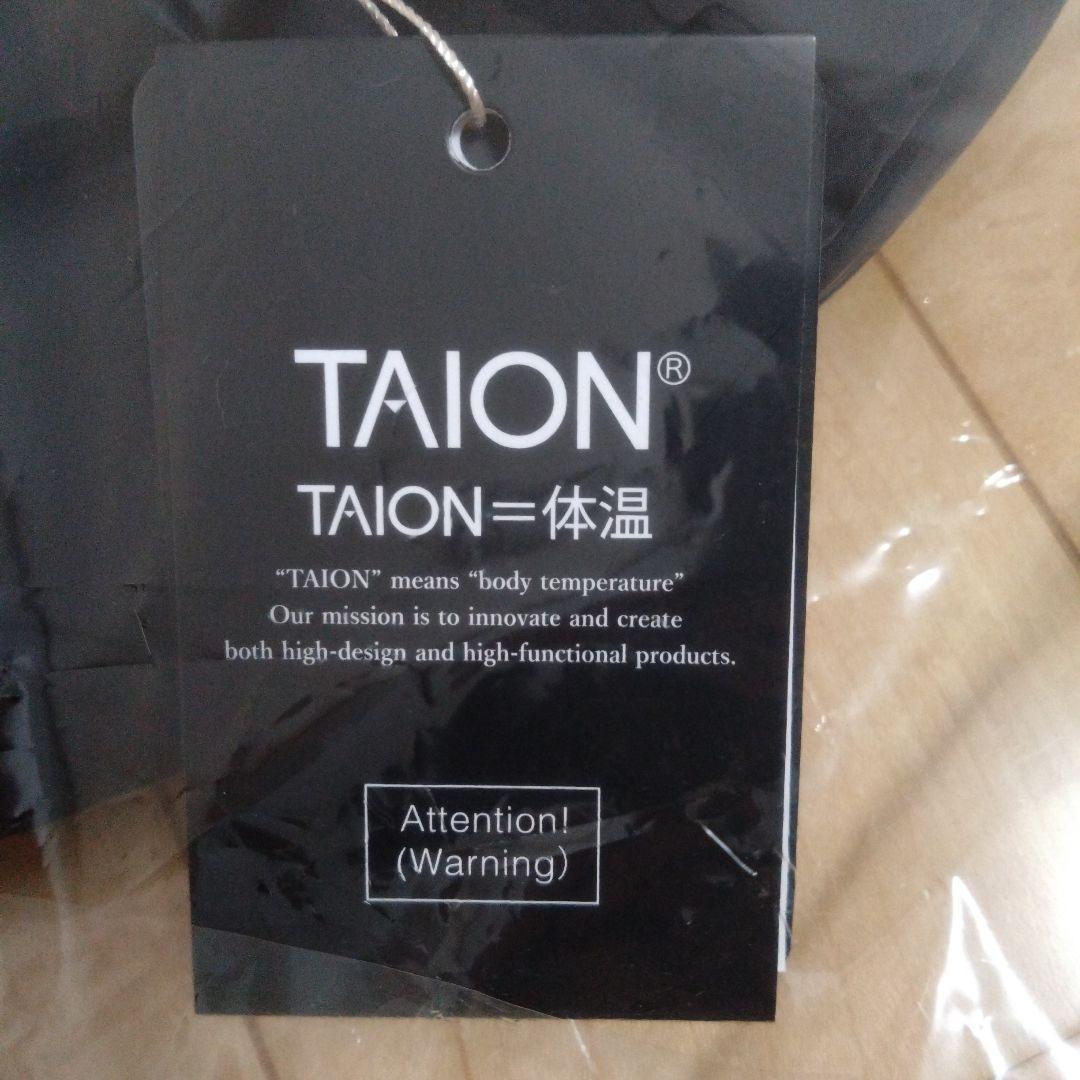 TAION®
TAION=体温
“TAION” means “body temperature”
Our mission is to innovate and create
both high-design and high-functional products.
Attention!
(Warning)